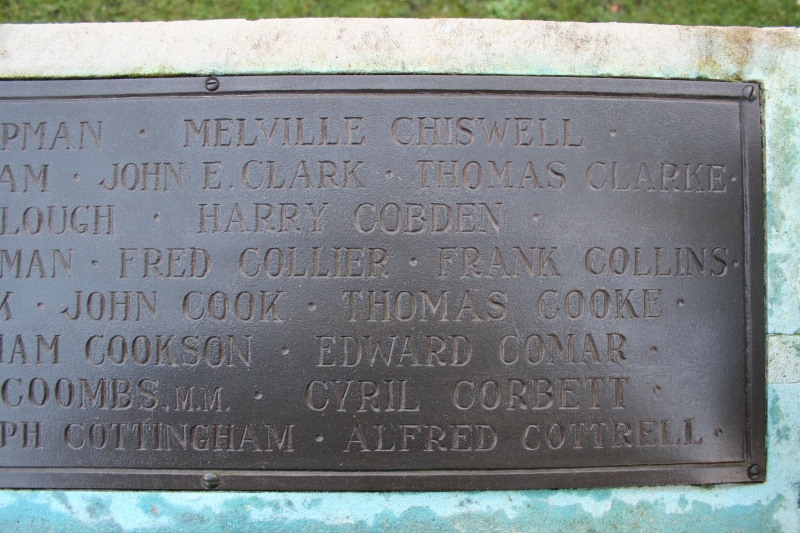 PMAN · MELVILLE CHISWELL ·
AM · JOHN E. CLARK · THOMAS CLARKE ·
LOUGH · HARRY COBDEN ·
MAN · FRED COLLIER · FRANK COLLINS ·
K · JOHN COOK · THOMAS COOKE ·
IAM COOKSON · EDWARD COMAR ·
COOMBS, M.M. · CYRIL CORBETT ·
PH COTTINGHAM · ALFRED COTTRELL ·